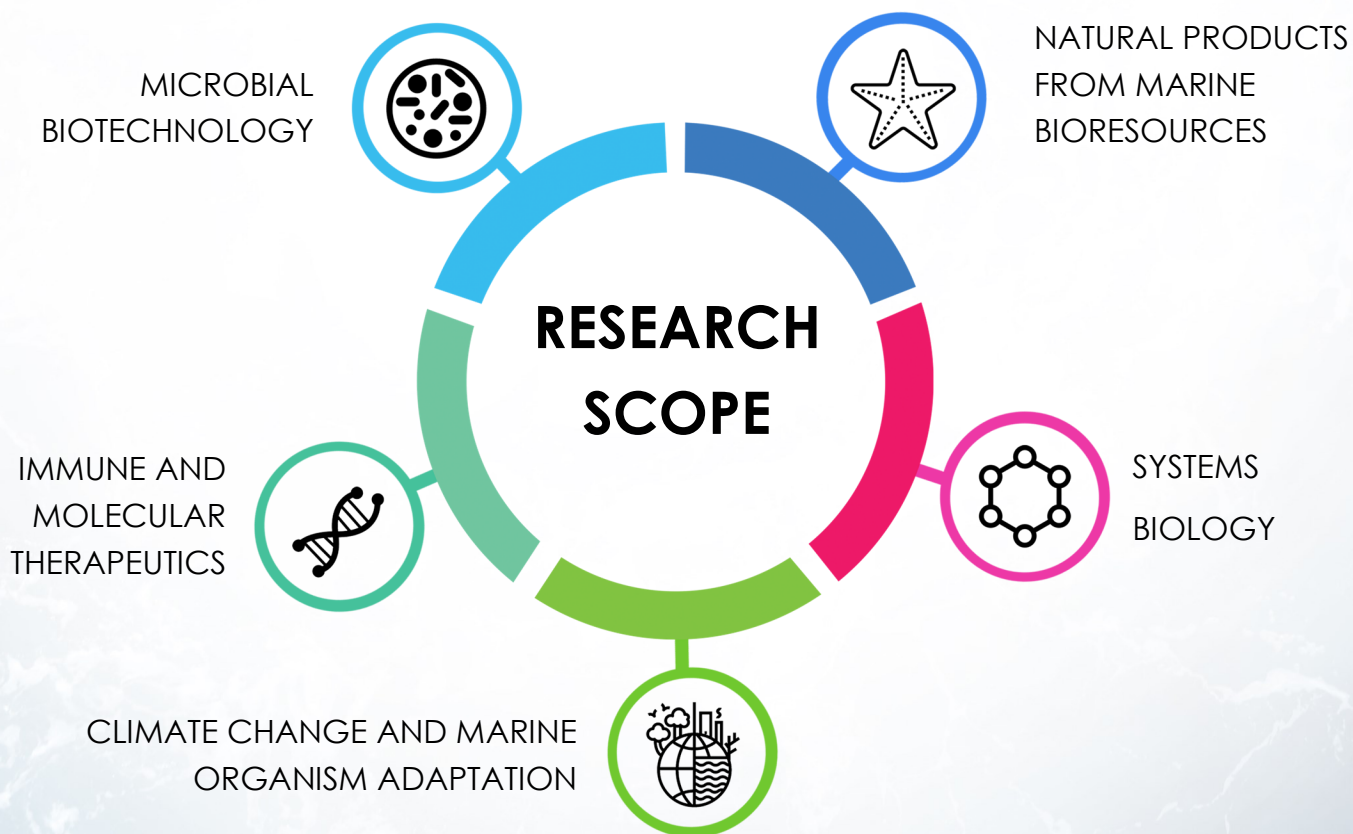 MICROBIAL
BIOTECHNOLOGY
NATURAL PRODUCTS
FROM MARINE
BIORESOURCES
RESEARCH
SCOPE
IMMUNE AND
MOLECULAR
THERAPEUTICS
SYSTEMS
BIOLOGY
CLIMATE CHANGE AND MARINE
ORGANISM ADAPTATION